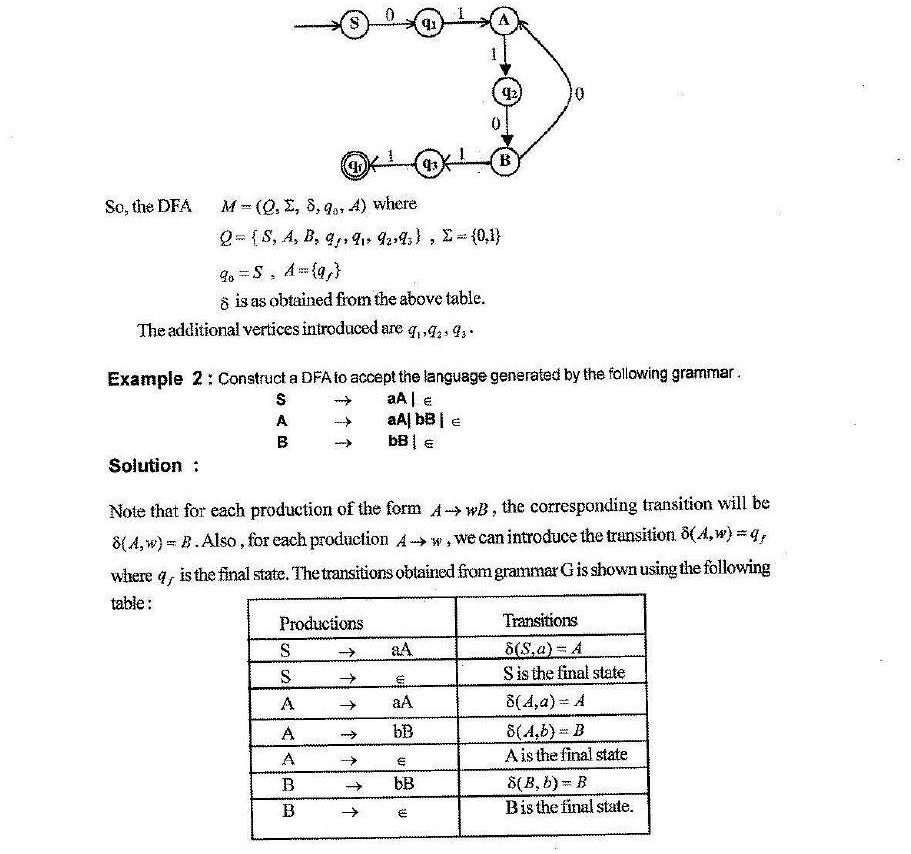 S 0 q₁ 1 A
1
q₂ 0
0
q_f 1 q₃ 1 B
So, the DFA M = (Q, Σ, δ, q₀, A) where
Q = { S, A, B, q_f, q₁, q₂, q₃ } , Σ = {0,1}
q₀ = S , A = {q_f}
δ is as obtained from the above table.
The additional vertices introduced are q₁, q₂, q₃ .
Example 2 : Construct a DFA to accept the language generated by the following grammar .
S → aA | ∈
A → aA| bB | ∈
B → bB | ∈
Solution :
Note that for each production of the form A → wB , the corresponding transition will be
δ(A, w) = B . Also , for each production A → w , we can introduce the transition δ(A, w) = q_f
where q_f is the final state. The transitions obtained from grammar G is shown using the following
table :
Productions Transitions
S → aA δ(S,a) = A
S → ∈ S is the final state
A → aA δ(A,a) = A
A → bB δ(A,b) = B
A → ∈ A is the final state
B → bB δ(B, b) = B
B → ∈ B is the final state.